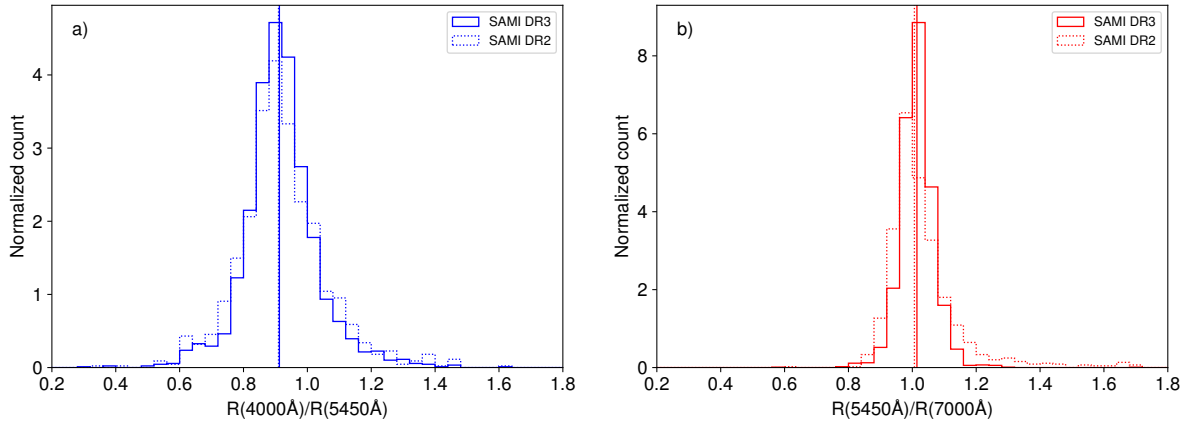 a)
SAMI DR3
SAMI DR2
Normalized count
4
3
2
1
0
0.2 0.4 0.6 0.8 1.0 1.2 1.4 1.6 1.8
R(4000Å)/R(5450Å)
b)
SAMI DR3
SAMI DR2
Normalized count
8
6
4
2
0
0.2 0.4 0.6 0.8 1.0 1.2 1.4 1.6 1.8
R(5450Å)/R(7000Å)